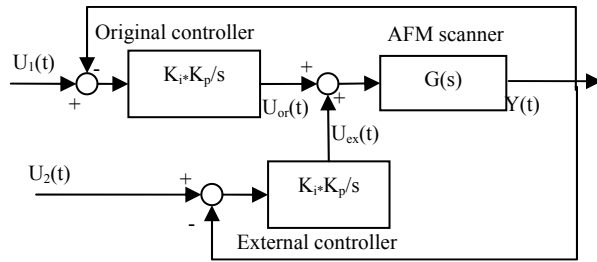 Original controller
AFM scanner
U₁(t)
-
+
Kᵢ*Kₚ/s
Uₒᵣ(t)
+
+
G(s)
Y(t)
Uₑₓ(t)
U₂(t)
+
-
Kᵢ*Kₚ/s
External controller